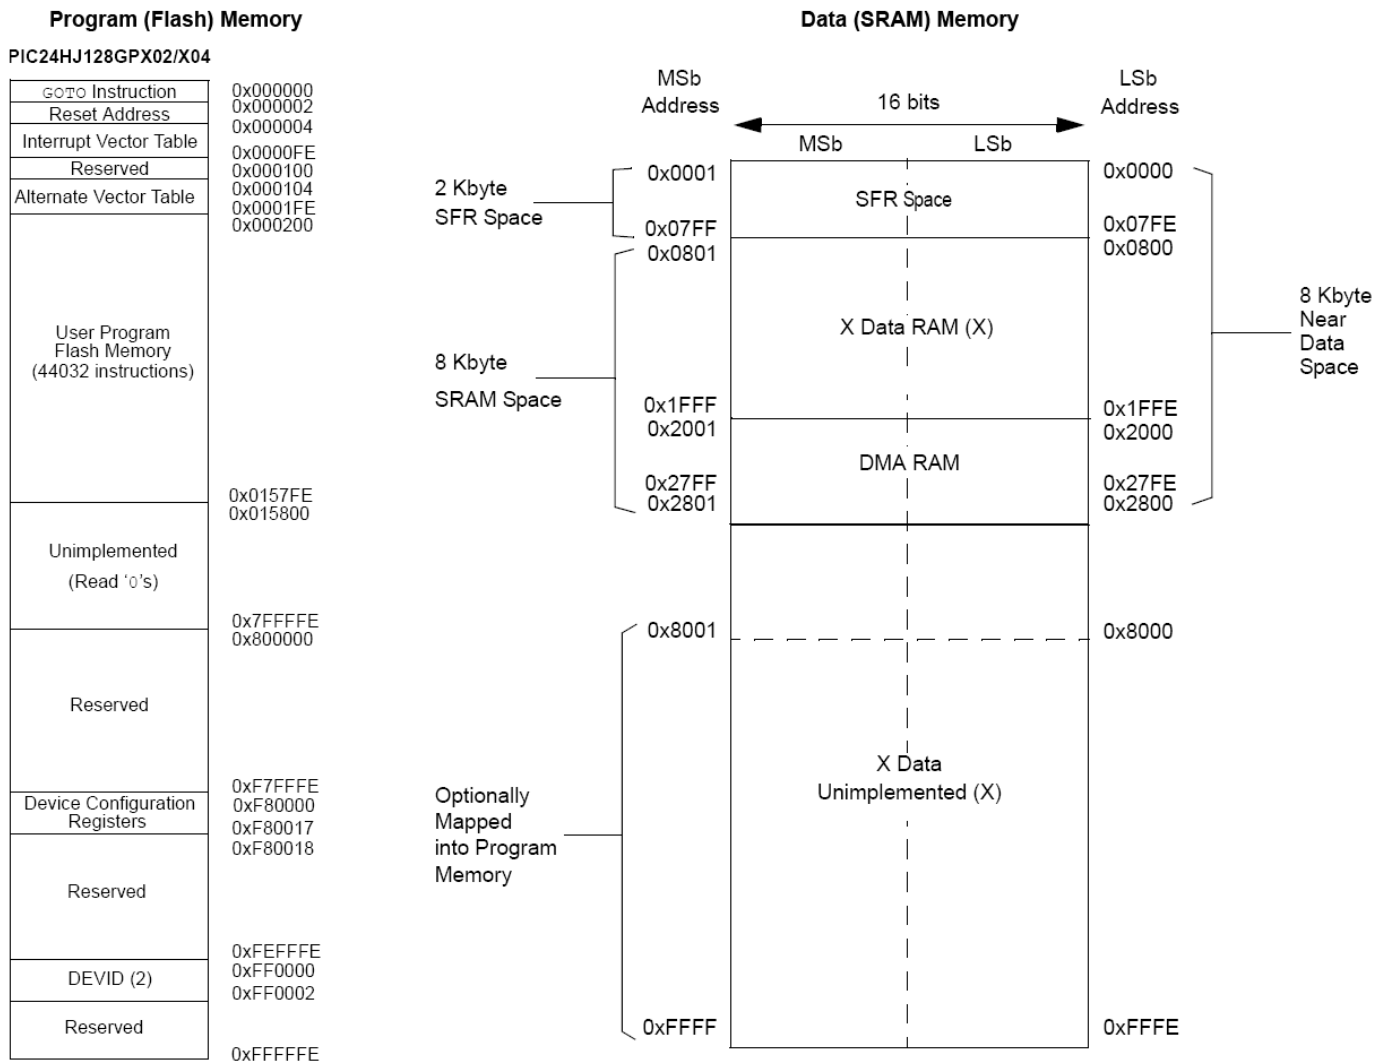 Program (Flash) Memory
PIC24HJ128GPX02/X04
GOTO Instruction
0x000000
Reset Address
0x000002
0x000004
Interrupt Vector Table
0x0000FE
Reserved
0x000100
0x000104
Alternate Vector Table
0x0001FE
0x000200
User Program
Flash Memory
(44032 instructions)
0x0157FE
0x015800
Unimplemented
(Read ‘0’s)
0x7FFFFE
0x800000
Reserved
0xF7FFFE
Device Configuration
Registers
0xF80000
0xF80017
0xF80018
Reserved
0xFEFFFE
DEVID (2)
0xFF0000
0xFF0002
Reserved
0xFFFFFE
Data (SRAM) Memory
MSb
Address
16 bits
LSb
Address
MSb
LSb
2 Kbyte
SFR Space
0x0001
SFR Space
0x0000
0x07FF
0x07FE
0x0801
0x0800
8 Kbyte
SRAM Space
X Data RAM (X)
8 Kbyte
Near
Data
Space
0x1FFF
0x1FFE
0x2001
0x2000
DMA RAM
0x27FF
0x27FE
0x2801
0x2800
0x8001
0x8000
Optionally
Mapped
into Program
Memory
X Data
Unimplemented (X)
0xFFFF
0xFFFE